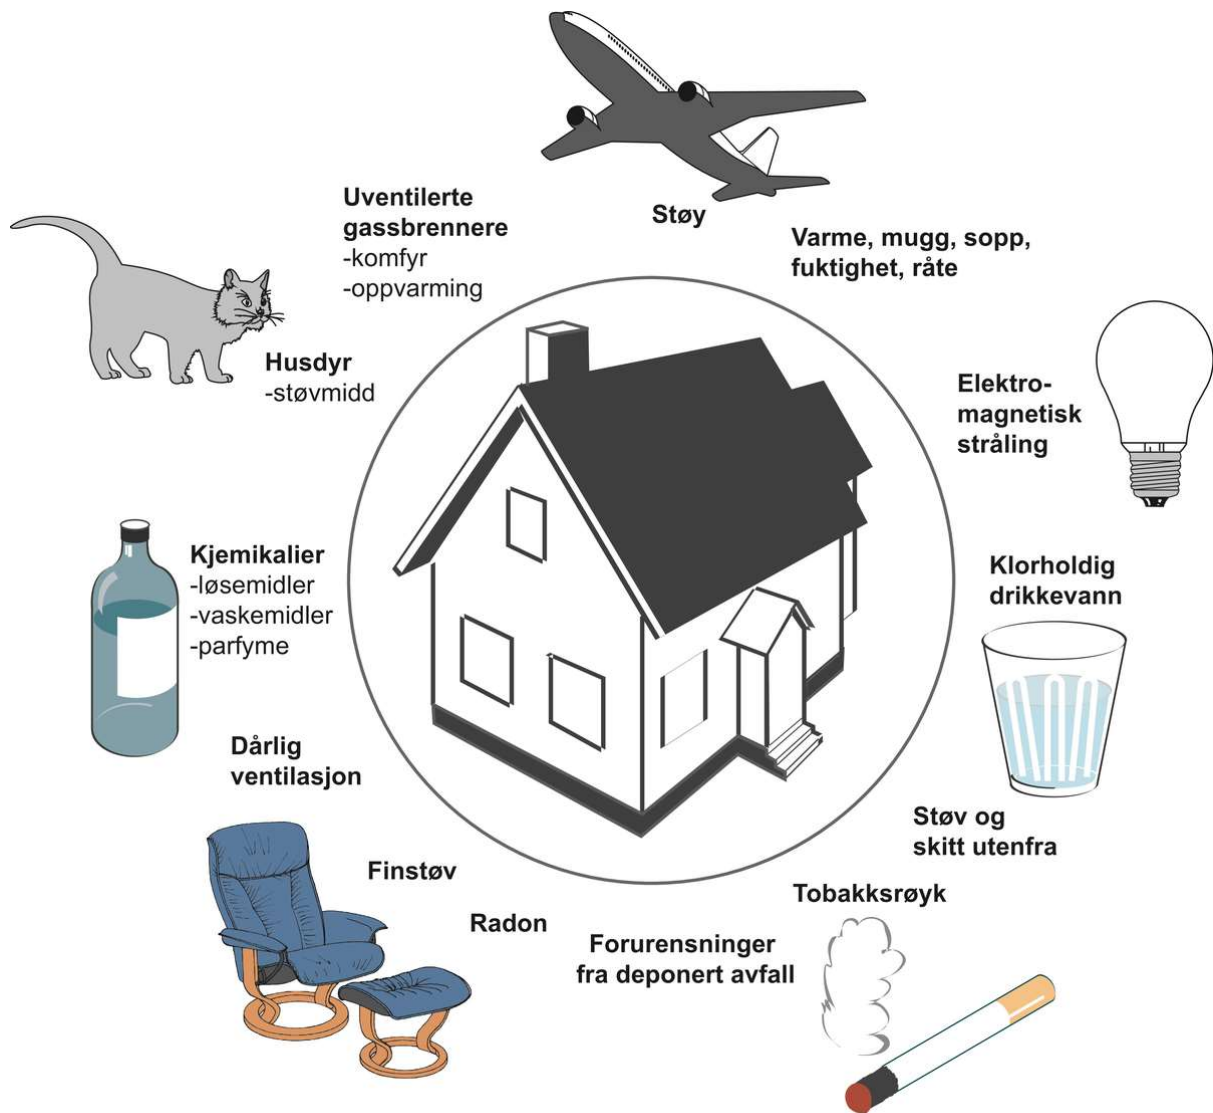 Støy
Uventilerte
gassbrennere
-komfyr
-oppvarming
Varme, mugg, sopp,
fuktighet, råte
Husdyr
-støvmidd
Elektro-
magnetisk
stråling
Kjemikalier
-løsemidler
-vaskemidler
-parfyme
Klorholdig
drikkevann
Dårlig
ventilasjon
Støv og
skitt utenfra
Finstøv
Tobakksrøyk
Radon
Forurensninger
fra deponert avfall